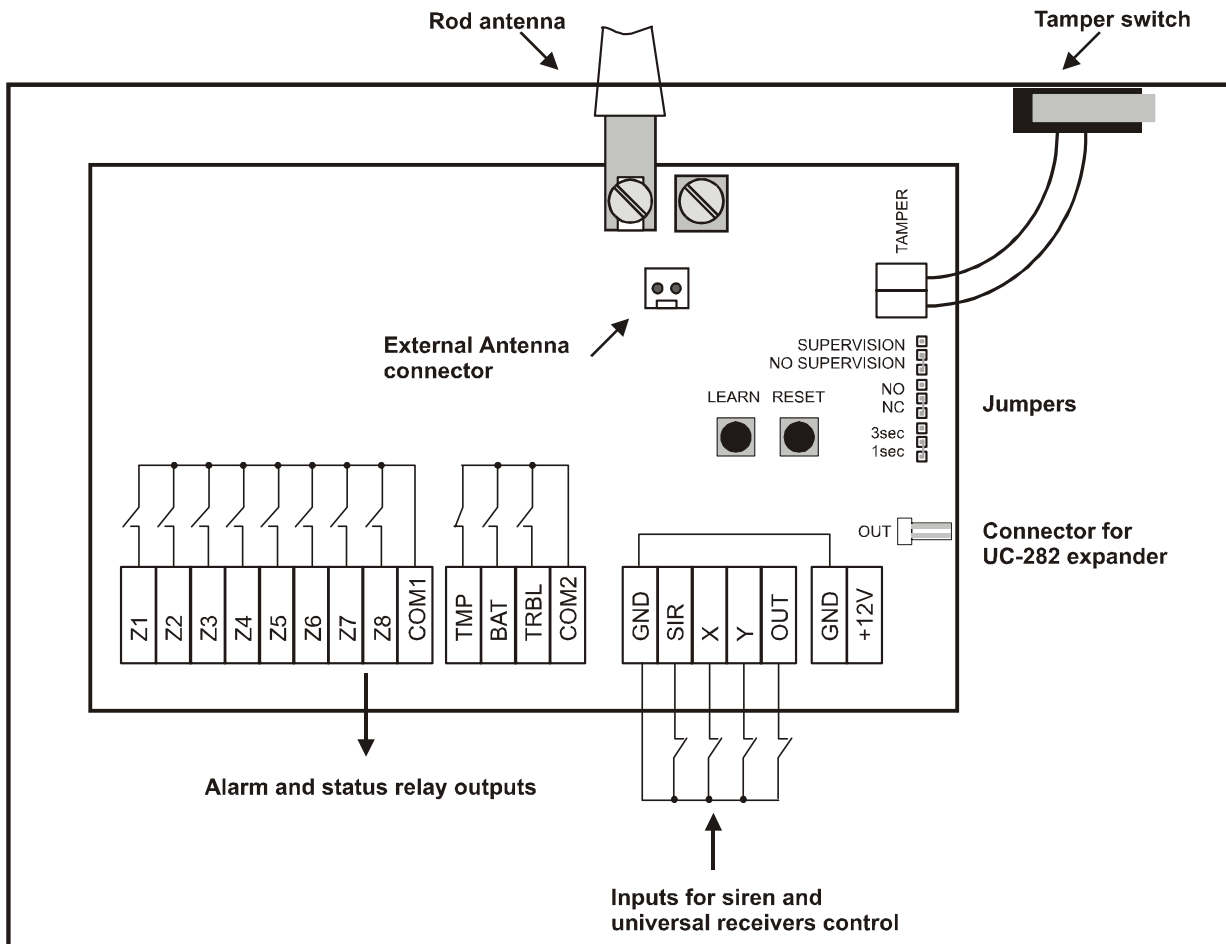 Rod antenna
Tamper switch
TAMPER
External Antenna
connector
SUPERVISION
NO SUPERVISION
NO
NC
3sec
1sec
Jumpers
LEARN
RESET
OUT
Connector for
UC-282 expander
Z1
Z2
Z3
Z4
Z5
Z6
Z7
Z8
COM1
TMP
BAT
TRBL
COM2
GND
SIR
X
Y
OUT
GND
+12V
Alarm and status relay outputs
Inputs for siren and
universal receivers control